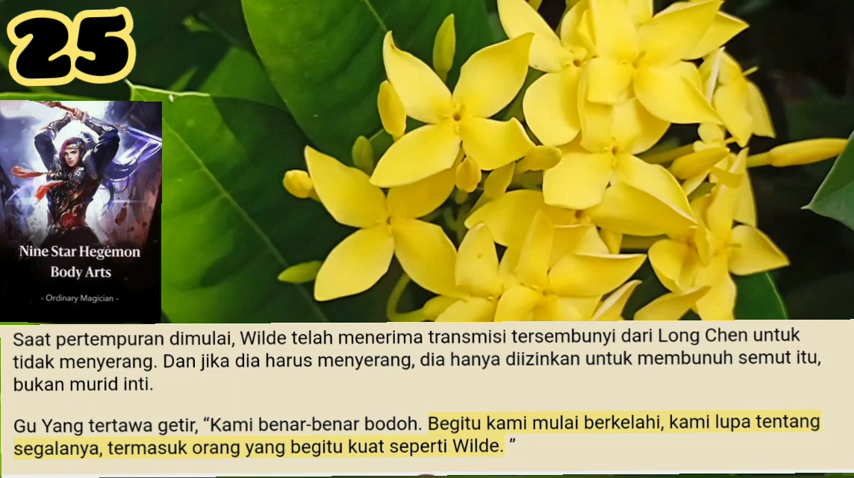 25
Nine Star Hegemon
Body Arts
- Ordinary Magician -
Saat pertempuran dimulai, Wilde telah menerima transmisi tersembunyi dari Long Chen untuk
tidak menyerang. Dan jika dia harus menyerang, dia hanya diizinkan untuk membunuh semut itu,
bukan murid inti.
Gu Yang tertawa getir, “Kami benar-benar bodoh. Begitu kami mulai berkelahi, kami lupa tentang
segalanya, termasuk orang yang begitu kuat seperti Wilde. ”